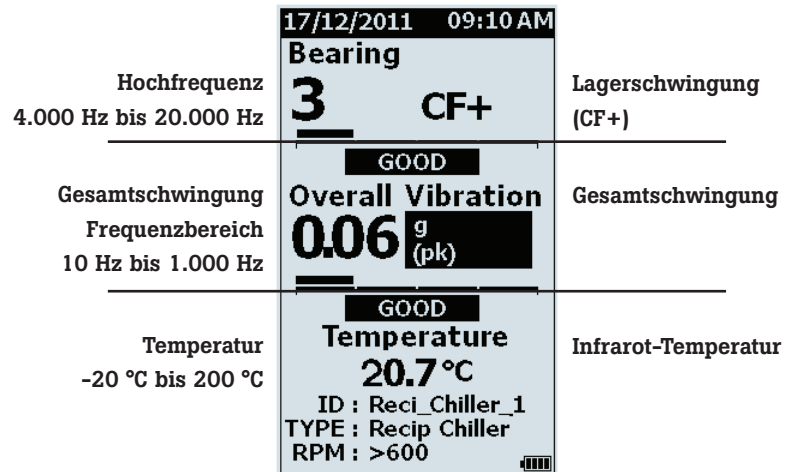 17/12/2011 09:10 AM
Bearing
3 CF+
Hochfrequenz
4.000 Hz bis 20.000 Hz
Lagerschwingung
(CF+)
GOOD
Overall Vibration
0.06 g
(pk)
Gesamtschwingung
Frequenzbereich
10 Hz bis 1.000 Hz
Gesamtschwingung
GOOD
Temperature
20.7 °C
Temperatur
-20 °C bis 200 °C
Infrarot-Temperatur
ID : Reci_Chiller_1
TYPE : Recip Chiller
RPM : >600